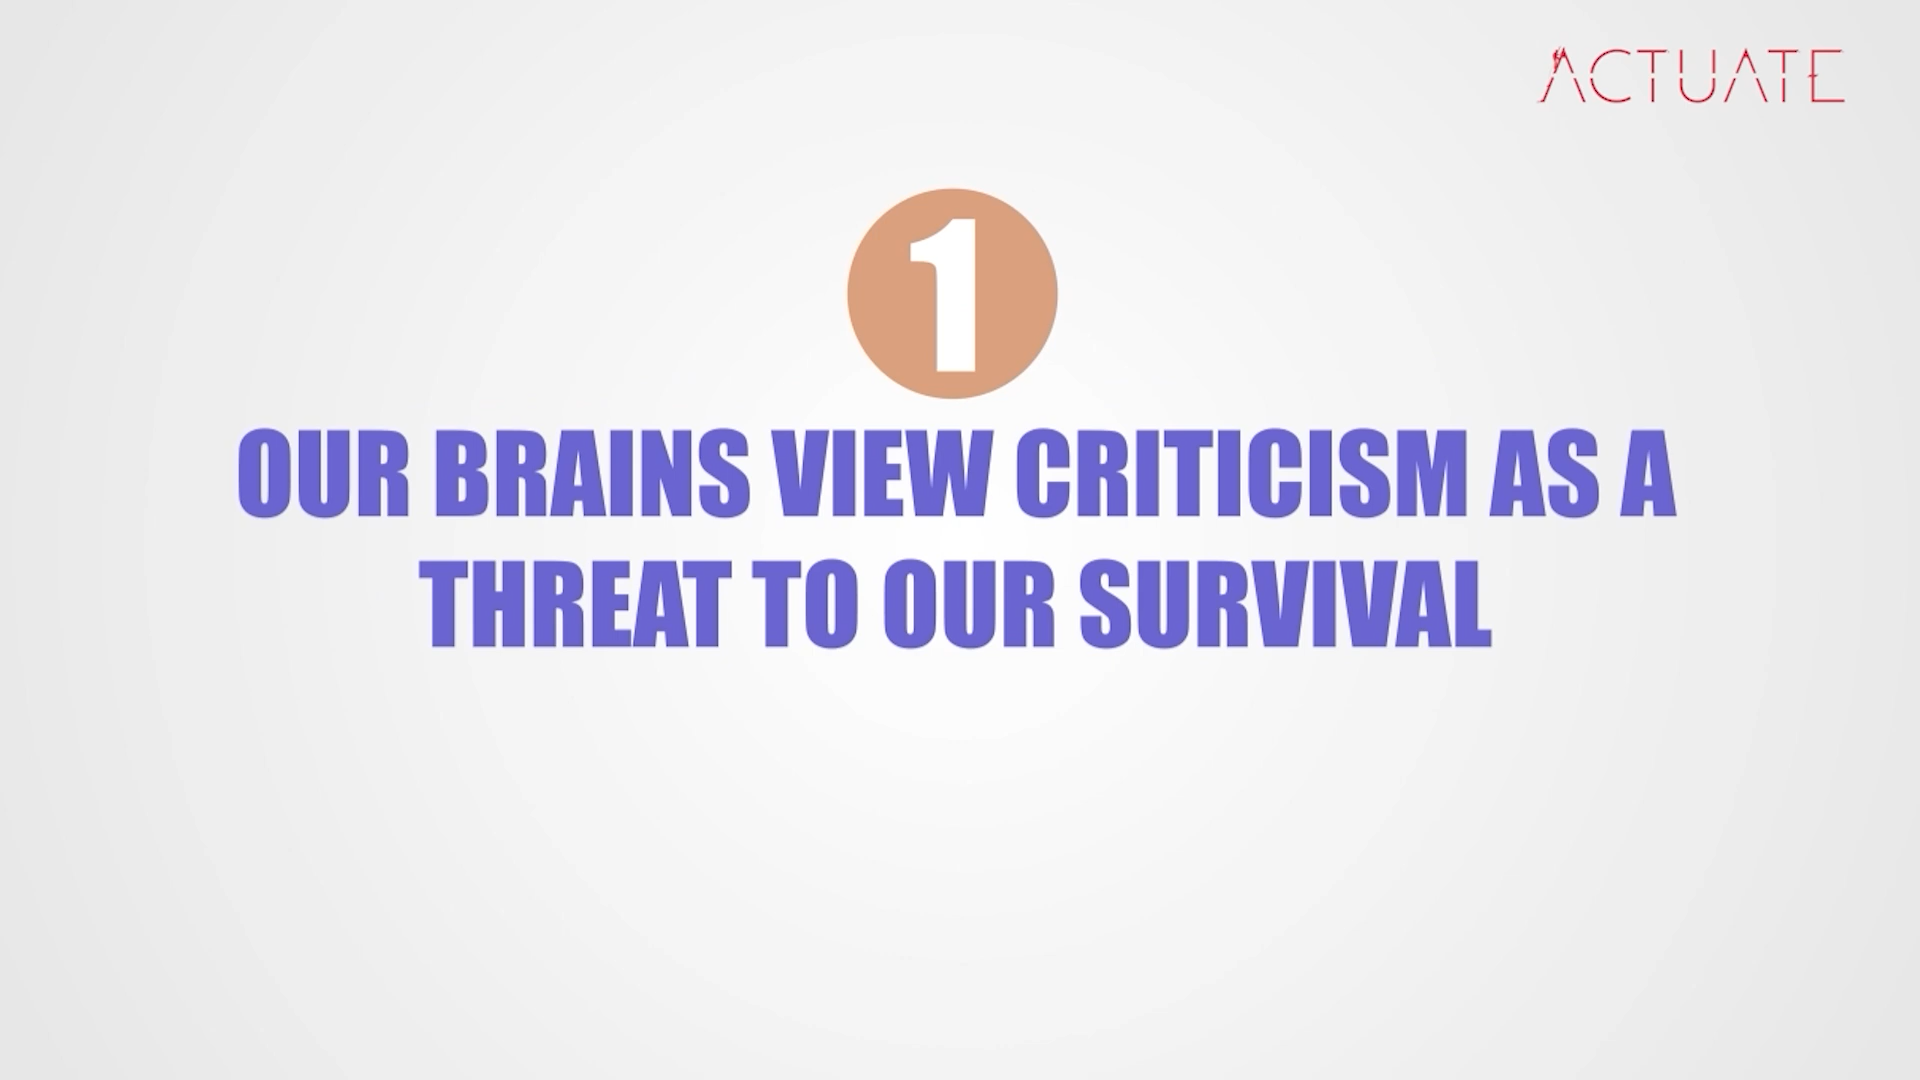 ACTUATE
1
OUR BRAINS VIEW CRITICISM AS A
THREAT TO OUR SURVIVAL